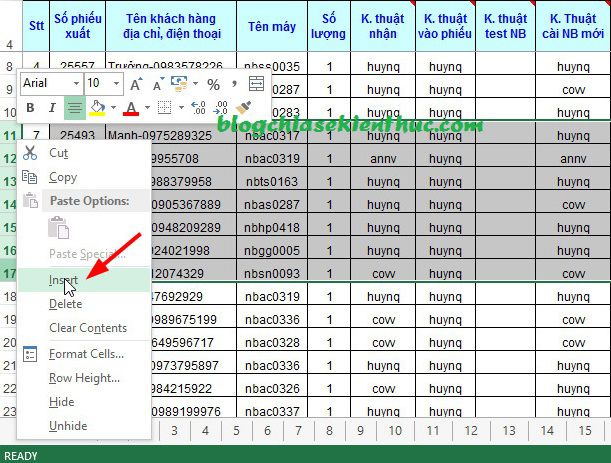 Stt Số phiếu xuất Tên khách hàng địa chỉ, điện thoại Tên máy Số lượng K. thuật nhận K. thuật vào phiếu K. thuật test NB K. Thuật cài NB mới
4
8 4 25557 Trưởng-0983578226 nbss0035 1 huynq huynq huynq
Arial 10 A A % 0287 1 huynq huynq cow
B I A 0283 1 huynq huynq huynq
blogchiasekienthuc.com
11 7 25493 Mạnh-0975289325 nbac0317 1 huynq huynq huynq
12 9955708 nbac0319 1 annv huynq annv
13 988379958 nbts0163 1 huynq huynq huynq
14 0905367889 nbas0287 1 huynq huynq cow
15 0948209289 nbhp0418 1 huynq huynq huynq
16 924021998 nbgg0005 1 huynq huynq huynq
17 12074329 nbsn0093 1 cow huynq cow
18 47692929 nbac0319 1 huynq huynq huynq
19 0989675199 nbac0336 1 cow huynq cow
20 649596717 nbac0328 1 cow huynq cow
21 0973795897 nbac0336 1 huynq huynq huynq
22 984215922 nbac0326 1 cow huynq huynq
23 0989199976 nbac0337 1 huynq huynq huynq
Cut
Copy
Paste Options:
Paste Special...
Insert
Delete
Clear Contents
Format Cells...
Row Height...
Hide
Unhide
3 4 5 6 7 8 9 10 11 12 13 14 15
READY